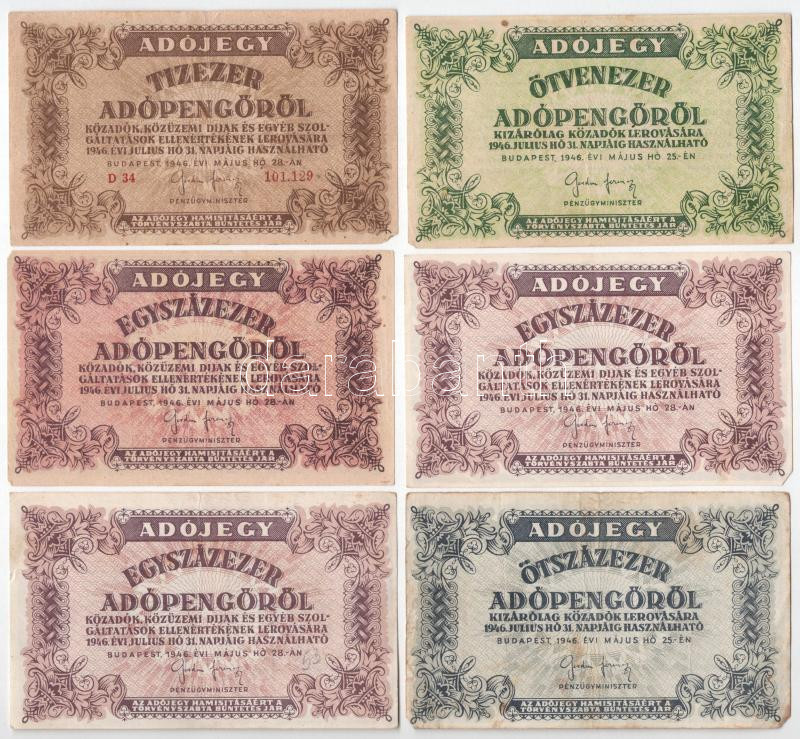 ADÓJEGY
TIZEZER
ADÓPENGŐRŐL
KÖZADÓK, KÖZÜZEMI DIJAK ÉS EGYÉB SZOL-
GÁLTATÁSOK ELLENÉRTÉKÉNEK LEROVÁSÁRA
1946. ÉVI JULIUS HÓ 31. NAPJÁIG HASZNÁLHATÓ
BUDAPEST, 1946. ÉVI MÁJUS HÓ 28.-ÁN
D 34 101.129
PÉNZÜGYMINISZTER
AZ ADÓJEGY HAMISITÁSÁÉRT A
TÖRVÉNYSZABTA BÜNTETÉS JÁR
ADÓJEGY
ÖTVENEZER
ADÓPENGŐRŐL
KIZÁRÓLAG KÖZADÓK LEROVÁSÁRA
1946. JULIUS HÓ 31. NAPJÁIG HASZNÁLHATÓ
BUDAPEST, 1946. ÉVI MÁJUS HÓ 25.-ÉN
PÉNZÜGYMINISZTER
AZ ADÓJEGY HAMISITÁSÁÉRT A
TÖRVÉNYSZABTA BÜNTETÉS JÁR
ADÓJEGY
EGYSZÁZEZER
ADÓPENGŐRŐL
KÖZADÓK, KÖZÜZEMI DIJAK ÉS EGYÉB SZOL-
GÁLTATÁSOK ELLENÉRTÉKÉNEK LEROVÁSÁRA
1946. ÉVI JULIUS HÓ 31. NAPJÁIG HASZNÁLHATÓ
BUDAPEST, 1946. ÉVI MÁJUS HÓ 28.-ÁN
PÉNZÜGYMINISZTER
AZ ADÓJEGY HAMISITÁSÁÉRT A
TÖRVÉNYSZABTA BÜNTETÉS JÁR
ADÓJEGY
EGYSZÁZEZER
ADÓPENGŐRŐL
KÖZADÓK, KÖZÜZEMI DIJAK ÉS EGYÉB SZOL-
GÁLTATÁSOK ELLENÉRTÉKÉNEK LEROVÁSÁRA
1946. ÉVI JULIUS HÓ 31. NAPJÁIG HASZNÁLHATÓ
BUDAPEST, 1946. ÉVI MÁJUS HÓ 28.-ÁN
PÉNZÜGYMINISZTER
AZ ADÓJEGY HAMISITÁSÁÉRT A
TÖRVÉNYSZABTA BÜNTETÉS JÁR
ADÓJEGY
EGYSZÁZEZER
ADÓPENGŐRŐL
KÖZADÓK, KÖZÜZEMI DIJAK ÉS EGYÉB SZOL-
GÁLTATÁSOK ELLENÉRTÉKÉNEK LEROVÁSÁRA
1946. ÉVI JULIUS HÓ 31. NAPJÁIG HASZNÁLHATÓ
BUDAPEST, 1946. ÉVI MÁJUS HÓ 28.-ÁN
PÉNZÜGYMINISZTER
AZ ADÓJEGY HAMISITÁSÁÉRT A
TÖRVÉNYSZABTA BÜNTETÉS JÁR
ADÓJEGY
ÖTSZÁZEZER
ADÓPENGŐRŐL
KIZÁRÓLAG KÖZADÓK LEROVÁSÁRA
1946. JULIUS HÓ 31. NAPJÁIG HASZNÁLHATÓ
BUDAPEST, 1946. ÉVI MÁJUS HÓ 25.-ÉN
PÉNZÜGYMINISZTER
AZ ADÓJEGY HAMISITÁSÁÉRT A
TÖRVÉNYSZABTA BÜNTETÉS JÁR